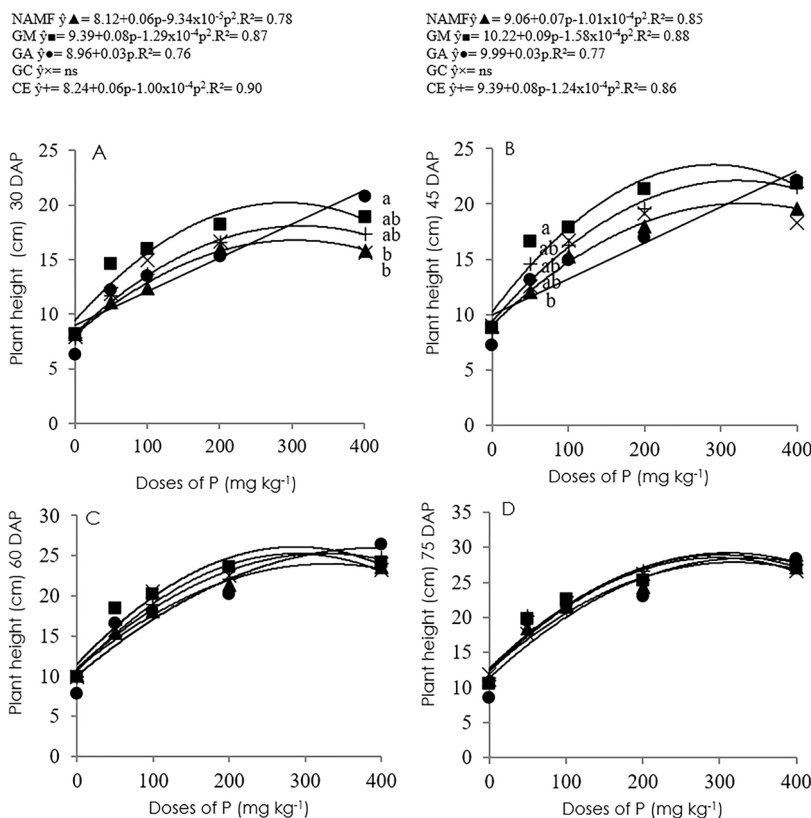 NAMF ŷ▲= 8.12+0.06p-9.34x10⁻⁵p².R²= 0.78
GM ŷ■= 9.39+0.08p-1.29x10⁻⁴p².R²= 0.87
GA ŷ●= 8.96+0.03p.R²= 0.76
GC ŷ×= ns
CE ŷ+= 8.24+0.06p-1.00x10⁻⁴p².R²= 0.90
NAMF ŷ▲= 9.06+0.07p-1.01x10⁻⁴p².R²= 0.85
GM ŷ■= 10.22+0.09p-1.58x10⁻⁴p².R²= 0.88
GA ŷ●= 9.99+0.03p.R²= 0.77
GC ŷ×= ns
CE ŷ+= 9.39+0.08p-1.24x10⁻⁴p².R²= 0.86
A
Plant height (cm) 30 DAP
25
20
15
10
5
0
a
ab
ab
b
b
0 100 200 300 400
Doses of P (mg kg⁻¹)
B
Plant height (cm) 45 DAP
25
20
15
10
5
0
a
ab
ab
ab
b
0 100 200 300 400
Doses of P (mg kg⁻¹)
C
Plant height (cm) 60 DAP
30
25
20
15
10
5
0
0 100 200 300 400
Doses of P (mg kg⁻¹)
D
Plant height (cm) 75 DAP
35
30
25
20
15
10
5
0
0 100 200 300 400
Doses of P (mg kg⁻¹)